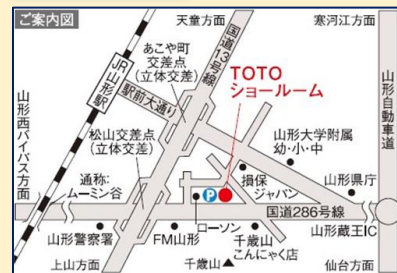 ご案内図
天童方面
寒河江方面
あこや町
交差点
(立体交差)
国道13号線
JR山形駅
駅前大通り
TOTO
ショールーム
山形自動車道
山形西バイパス方面
松山交差点
(立体交差)
山形大学附属
幼・小・中
通称:
ムーミン谷
P
損保
ジャパン
山形県庁
国道286号線
山形警察署
FM山形
ローソン
千歳山
こんにゃく店
山形蔵王IC
上山方面
千歳山
仙台方面